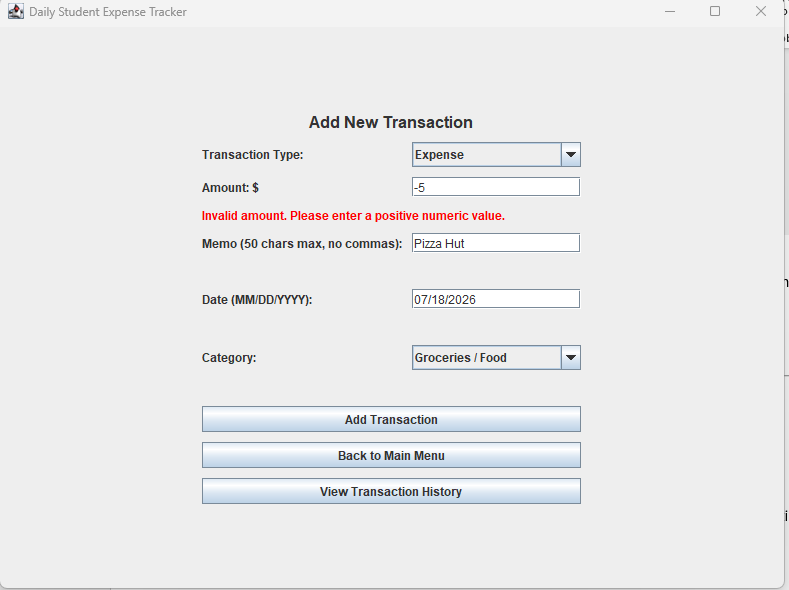 Daily Student Expense Tracker
Add New Transaction
Transaction Type: Expense
Amount: $ -5
Invalid amount. Please enter a positive numeric value.
Memo (50 chars max, no commas): Pizza Hut
Date (MM/DD/YYYY): 07/18/2026
Category: Groceries / Food
Add Transaction
Back to Main Menu
View Transaction History